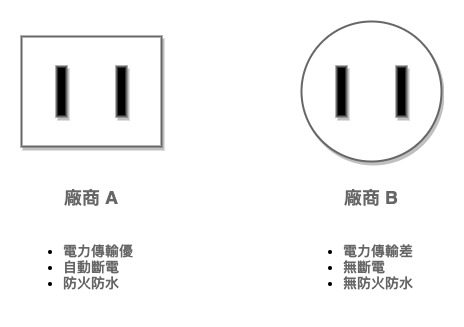 廠商 A
電力傳輸優
自動斷電
防火防水
廠商 B
電力傳輸差
無斷電
無防火防水